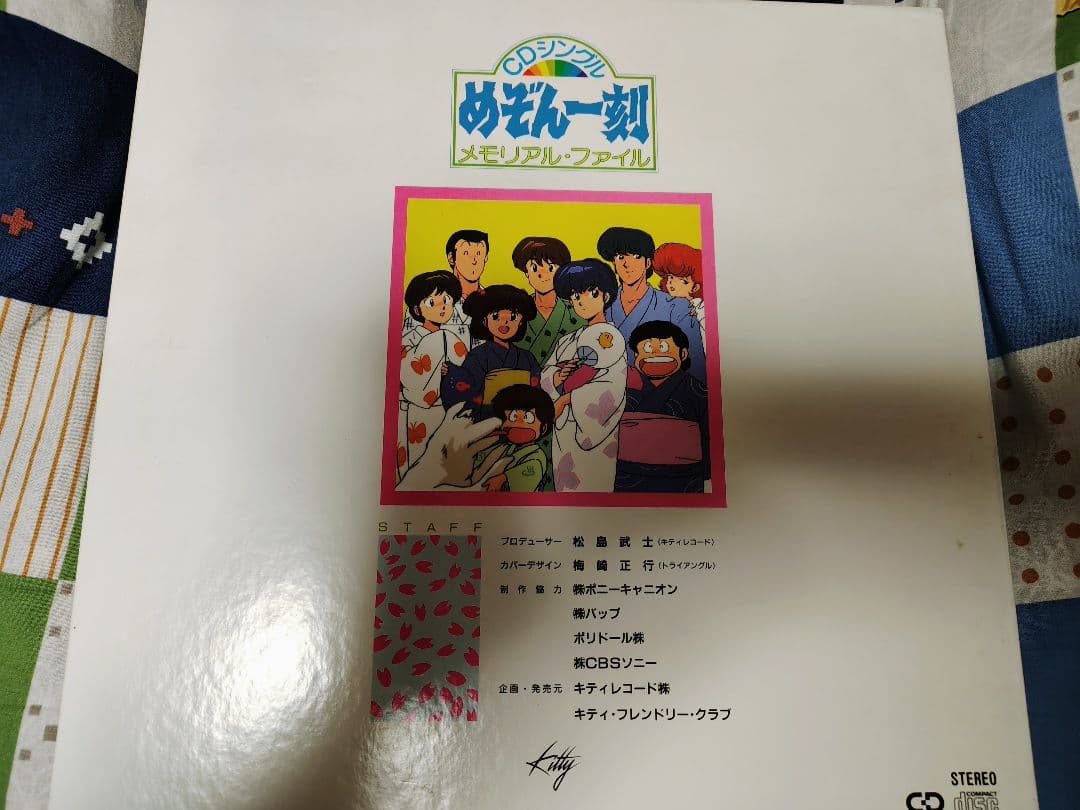 CDシングル
めぞん一刻
メモリアル・ファイル
STAFF
プロデューサー 松島武士(キティレコード)
カバーデザイン 梅崎正行(トライアングル)
制作協力 ㈱ポニーキャニオン
㈱バップ
ポリドール㈱
㈱CBSソニー
企画・発売元 キティレコード㈱
キティ・フレンドリー・クラブ
Kitty
STEREO
CD
COMPACT
disc